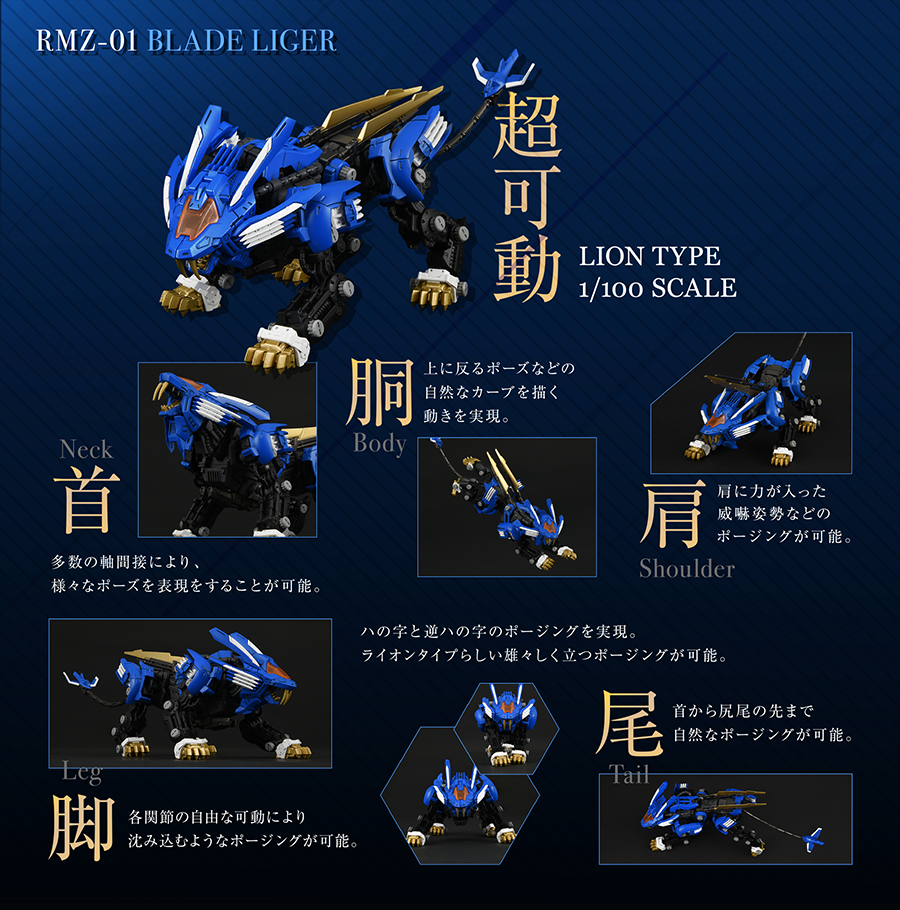 RMZ-01 BLADE LIGER
超可動
LION TYPE
1/100 SCALE
Neck
首
多数の軸間接により、
様々なポーズを表現をすることが可能。
胴
Body
上に反るポーズなどの
自然なカーブを描く
動きを実現。
肩
Shoulder
肩に力が入った
威嚇姿勢などの
ポージングが可能。
ハの字と逆ハの字のポージングを実現。
ライオンタイプらしい雄々しく立つポージングが可能。
Leg
脚
各関節の自由な可動により
沈み込むようなポージングが可能。
尾
Tail
首から尻尾の先まで
自然なポージングが可能。